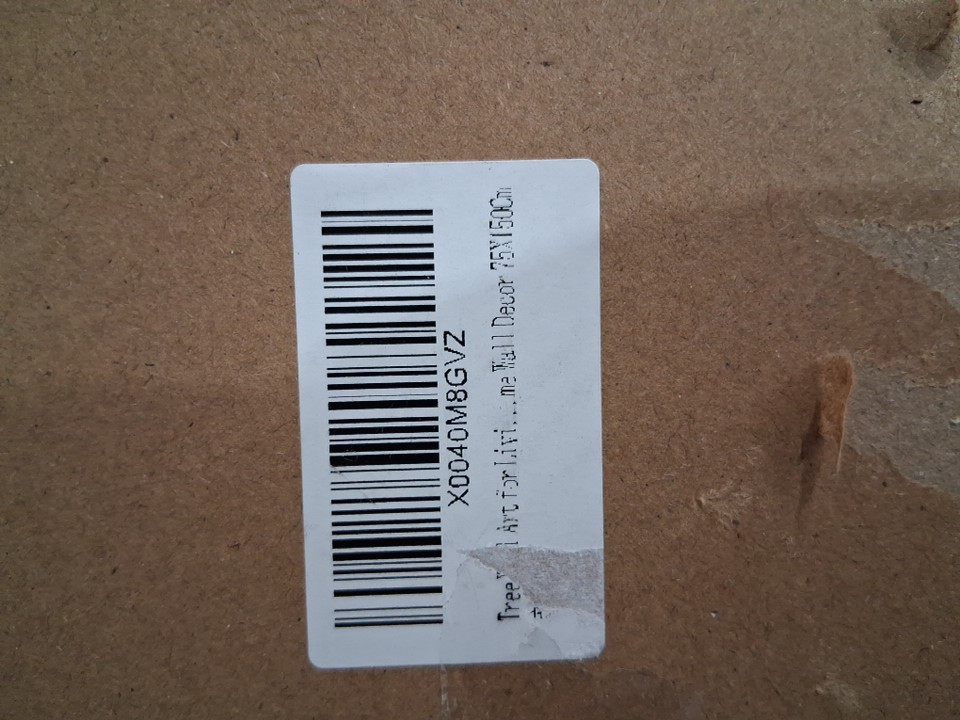 X0040M8GVZ
Tree Art for Livi....me Wall Decor 75X150Cm